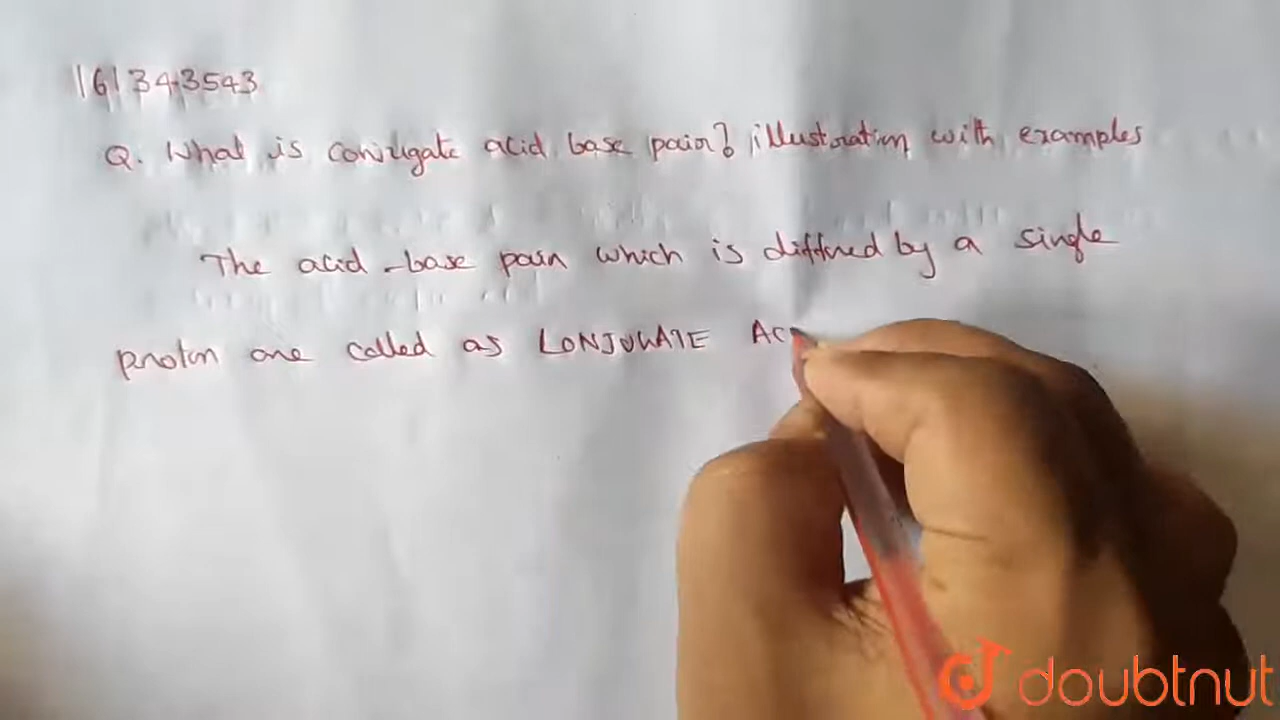 161343543
Q. What is conjugate acid base pair? illustration with examples
The acid-base pair which is differed by a single
proton are called as CONJUGATE AC
doubtnut